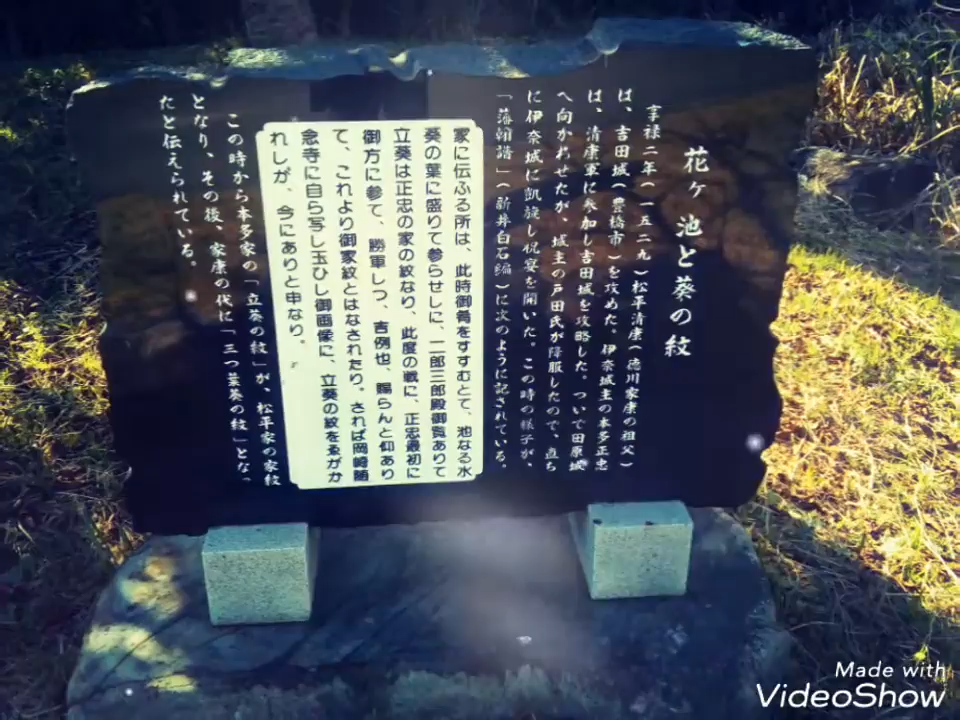 花ヶ池と葵の紋
享禄二年(一五二九)松平清康(徳川家康の祖父)
は、吉田城(豊橋市)を攻めた。伊奈城主の本多正忠
は、清康軍に参加し吉田城を攻略した。ついで田原城
へ向かわせたが、城主の戸田氏が降服したので、直ち
に伊奈城に凱旋し祝宴を開いた。この時の様子が、
「藩翰譜」(新井白石編)に次のように記されている。
家に伝ふる所は、此時御肴をすすむとて、池なる水
葵の葉に盛りて参らせしに、二郎三郎殿御覧ありて
立葵は正忠の家の紋なり、此度の戦に、正忠最初に
御方に参て、勝軍しつ、吉例也、賜らんと仰あり
て、これより御家紋とはなされたり。されば岡崎随
念寺に自ら写し玉ひし御画像に、立葵の紋をゑがか
れしが、今にありと申なり。
この時から本多家の「立葵の紋」が、松平家の家紋
となり、その後、家康の代に「三つ葉葵の紋」となっ
たと伝えられている。
Made with
VideoShow